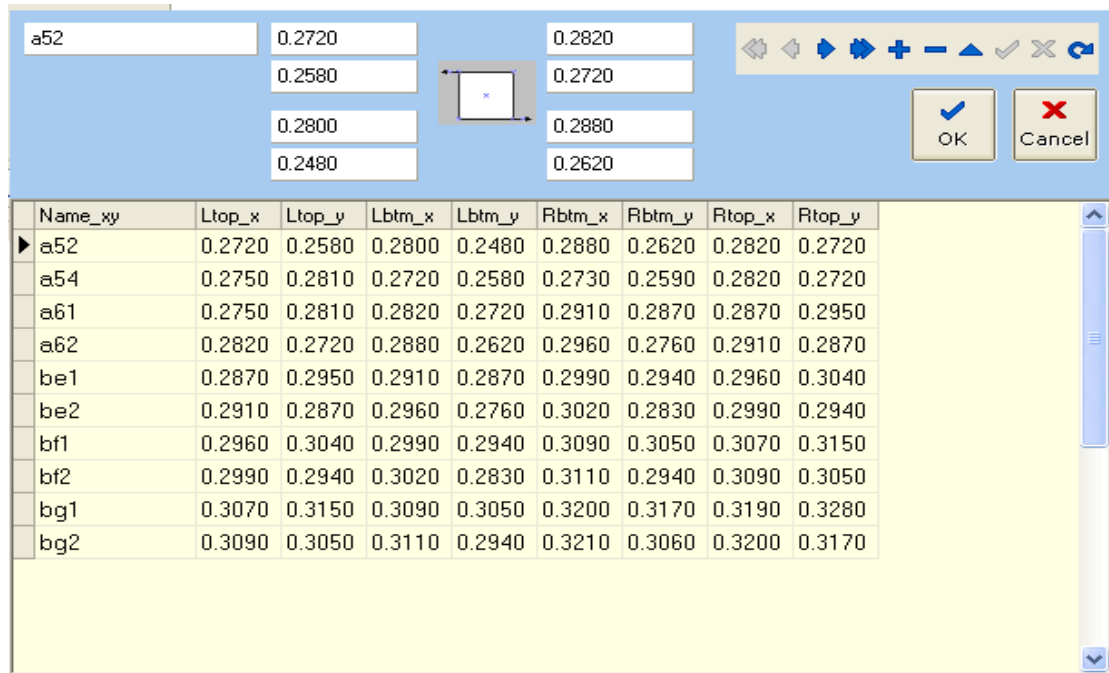 a52 0.2720 0.2820
0.2580 0.2720
0.2800 0.2880
0.2480 0.2620
OK Cancel
Name_xy Ltop_x Ltop_y Lbtm_x Lbtm_y Rbtm_x Rbtm_y Rtop_x Rtop_y
a52 0.2720 0.2580 0.2800 0.2480 0.2880 0.2620 0.2820 0.2720
a54 0.2750 0.2810 0.2720 0.2580 0.2730 0.2590 0.2820 0.2720
a61 0.2750 0.2810 0.2820 0.2720 0.2910 0.2870 0.2870 0.2950
a62 0.2820 0.2720 0.2880 0.2620 0.2960 0.2760 0.2910 0.2870
be1 0.2870 0.2950 0.2910 0.2870 0.2990 0.2940 0.2960 0.3040
be2 0.2910 0.2870 0.2960 0.2760 0.3020 0.2830 0.2990 0.2940
bf1 0.2960 0.3040 0.2990 0.2940 0.3090 0.3050 0.3070 0.3150
bf2 0.2990 0.2940 0.3020 0.2830 0.3110 0.2940 0.3090 0.3050
bg1 0.3070 0.3150 0.3090 0.3050 0.3200 0.3170 0.3190 0.3280
bg2 0.3090 0.3050 0.3110 0.2940 0.3210 0.3060 0.3200 0.3170